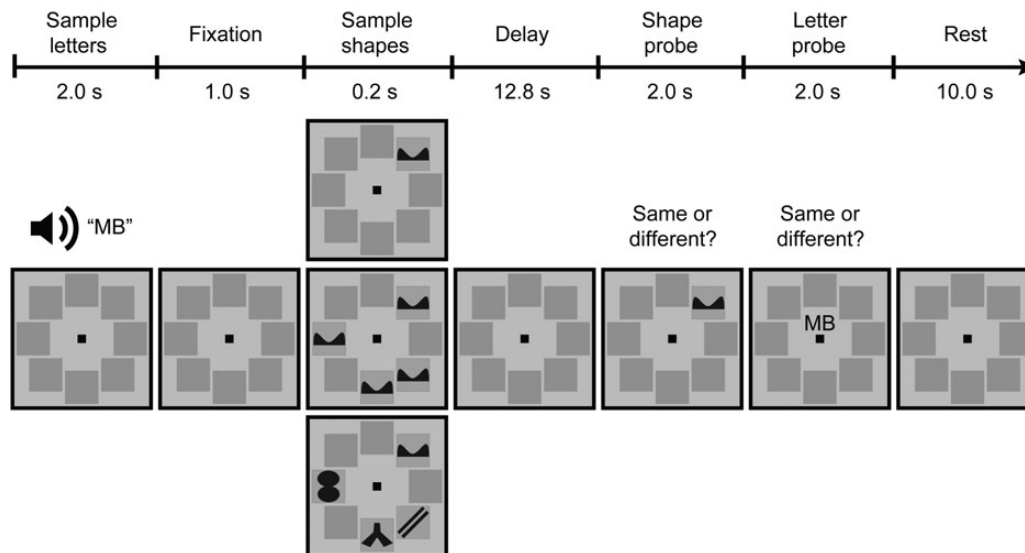 Sample letters
Fixation
Sample shapes
Delay
Shape probe
Letter probe
Rest
2.0 s
1.0 s
0.2 s
12.8 s
2.0 s
2.0 s
10.0 s
“MB”
Same or different?
Same or different?
MB